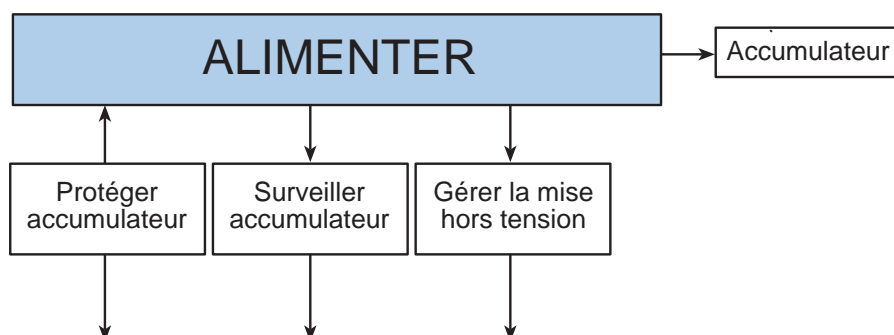 ALIMENTER
Accumulateur
Protéger
accumulateur
Surveiller
accumulateur
Gérer la mise
hors tension